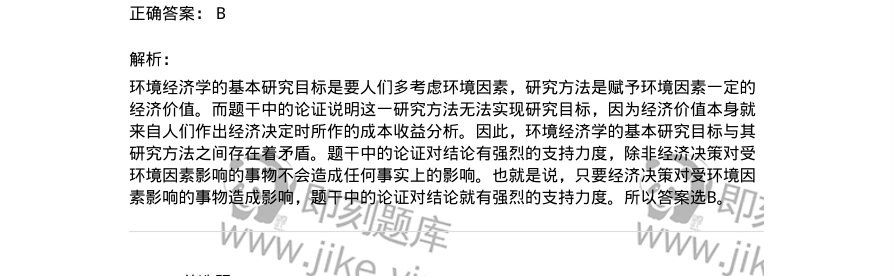 正确答案： B
解析：
环境经济学的基本研究目标是要人们多考虑环境因素，研究方法是赋予环境因素一定的
经济价值。而题干中的论证说明这一研究方法无法实现研究目标，因为经济价值本身就
来自人们作出经济决定时所作的成本收益分析。因此，环境经济学的基本研究目标与其
研究方法之间存在着矛盾。题干中的论证对结论有强烈的支持力度，除非经济决策对受
环境因素影响的事物不会造成任何事实上的影响。也就是说，只要经济决策对受环境因
素影响的事物造成影响，题干中的论证对结论就有强烈的支持力度。所以答案选B。
即刻题库
www.jike
即刻
www.jik